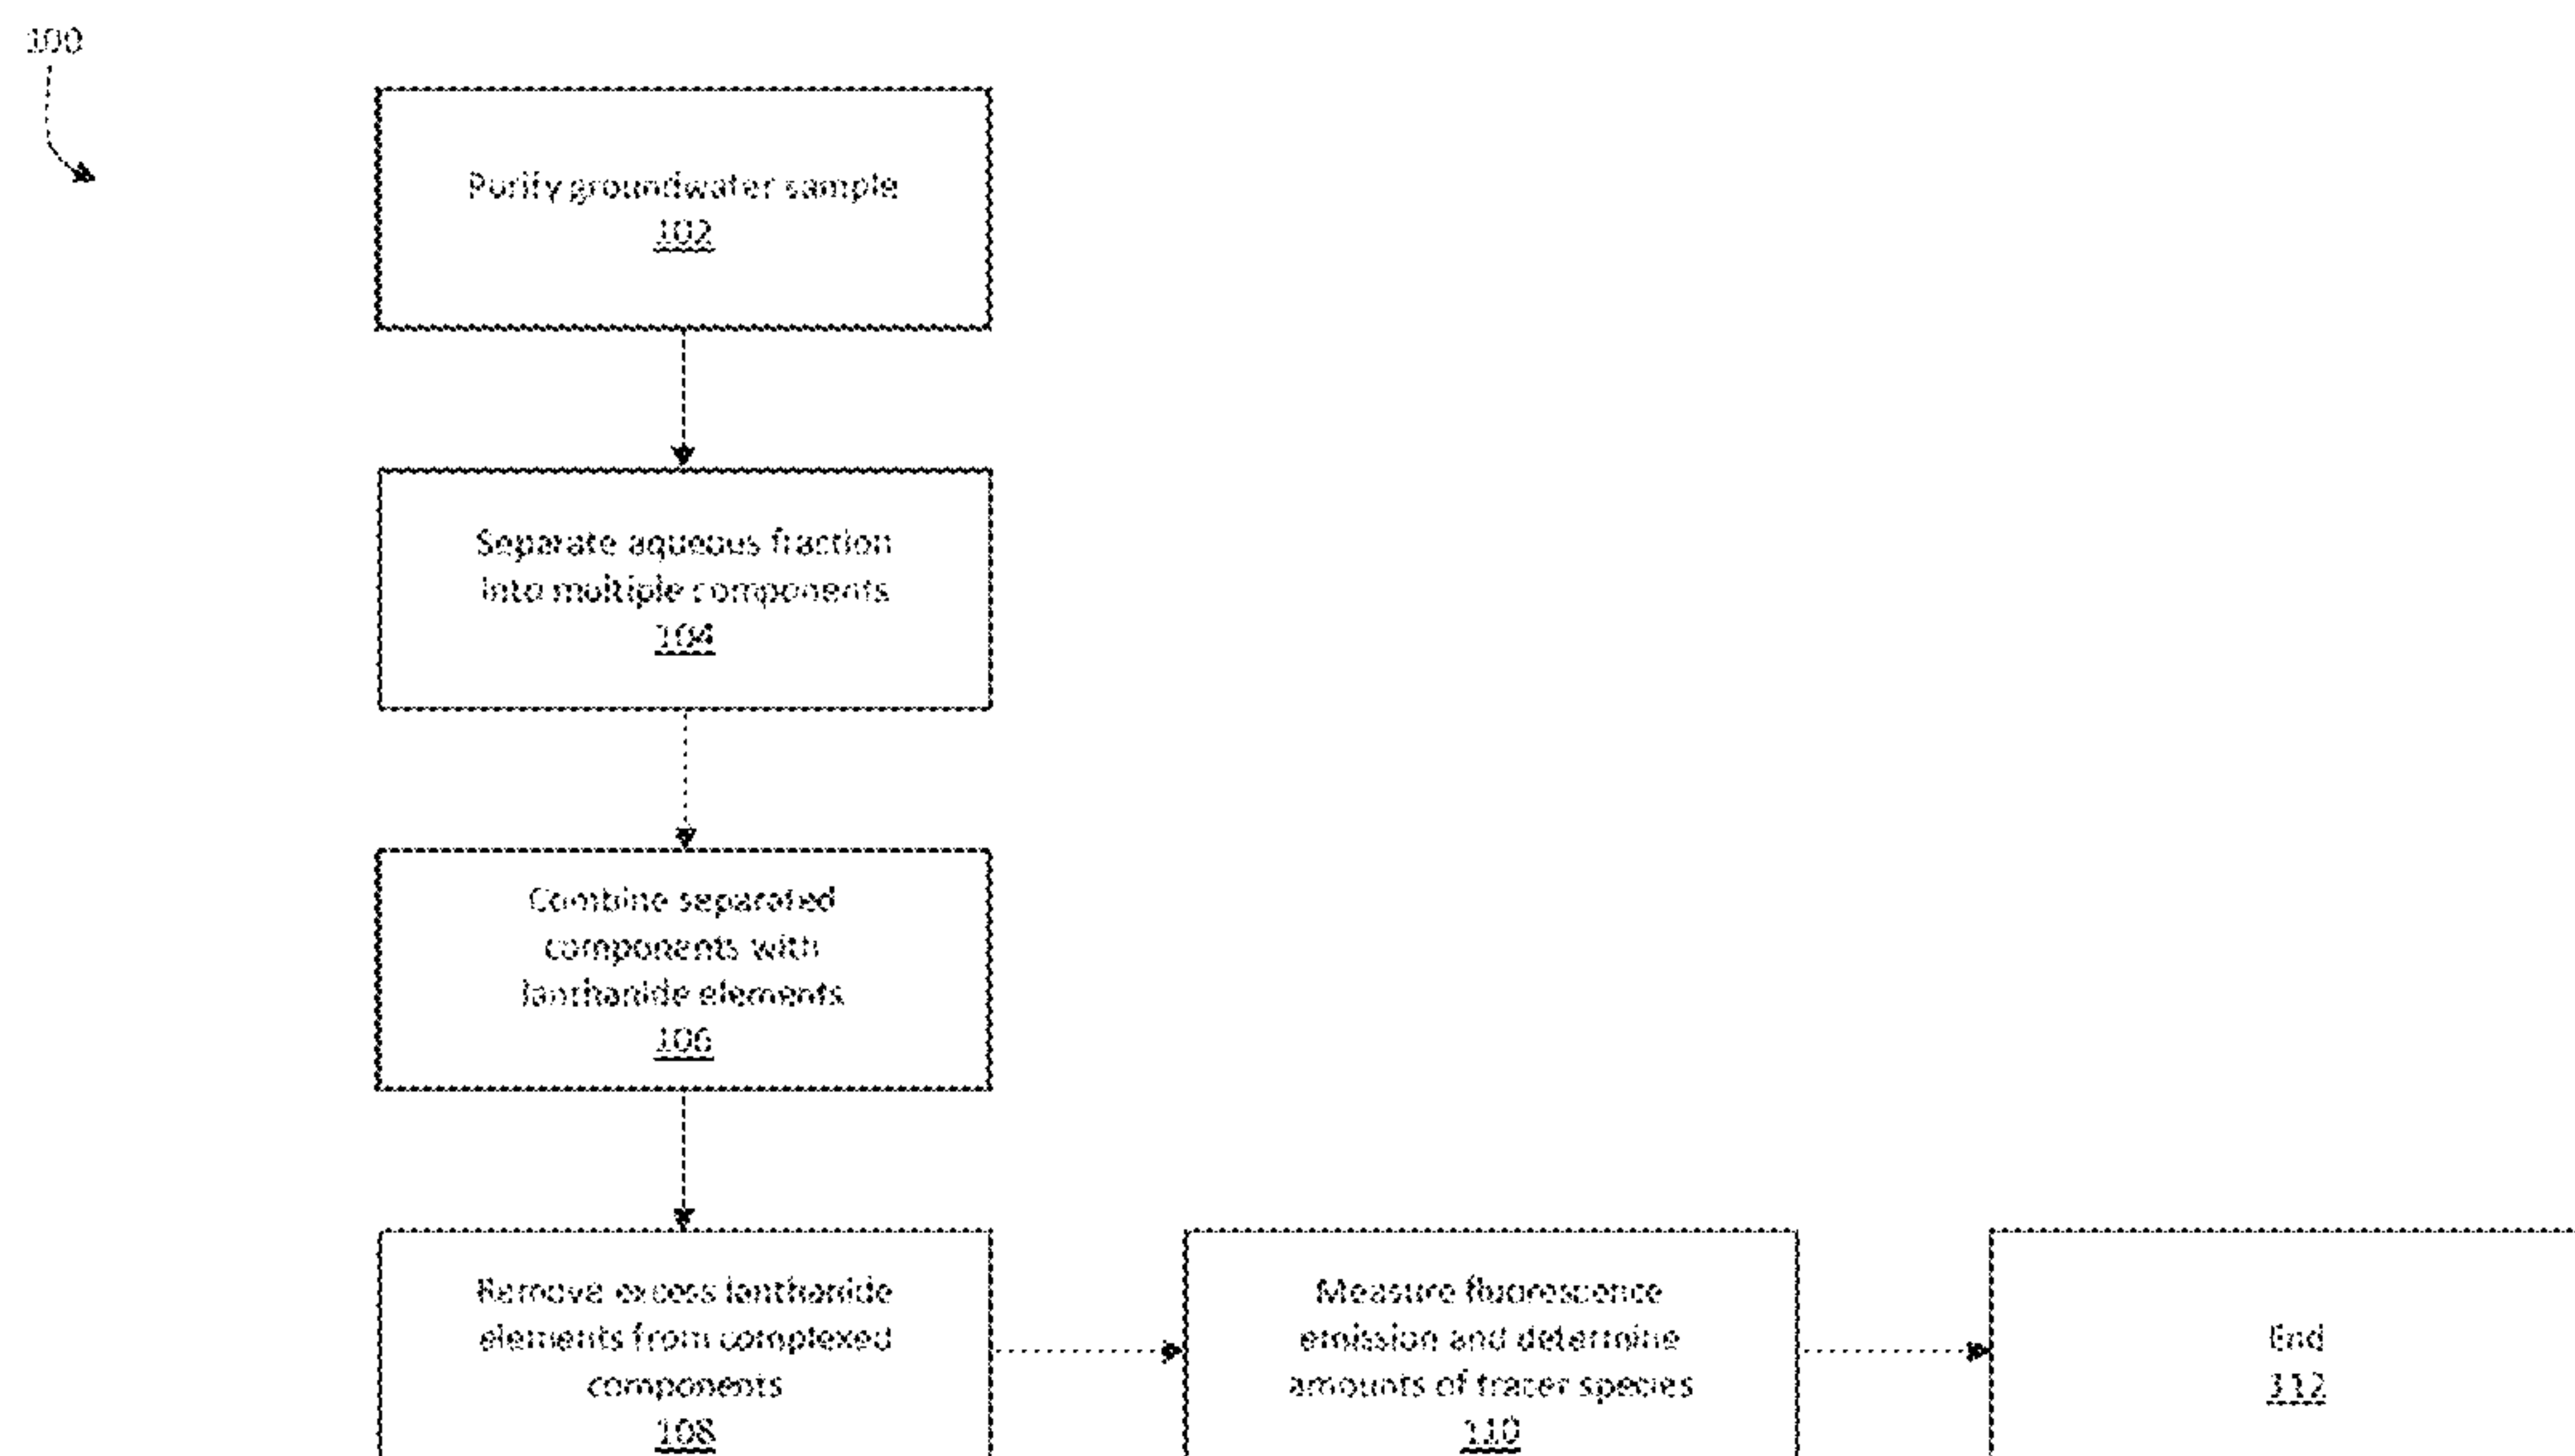 100
Purify groundwater sample
102
Separate aqueous fraction
into multiple components
104
Combine separated
components with
lanthanide elements
106
Remove excess lanthanide
elements from complexed
components
108
Measure fluorescence
emission and determine
amounts of tracer species
110
End
112